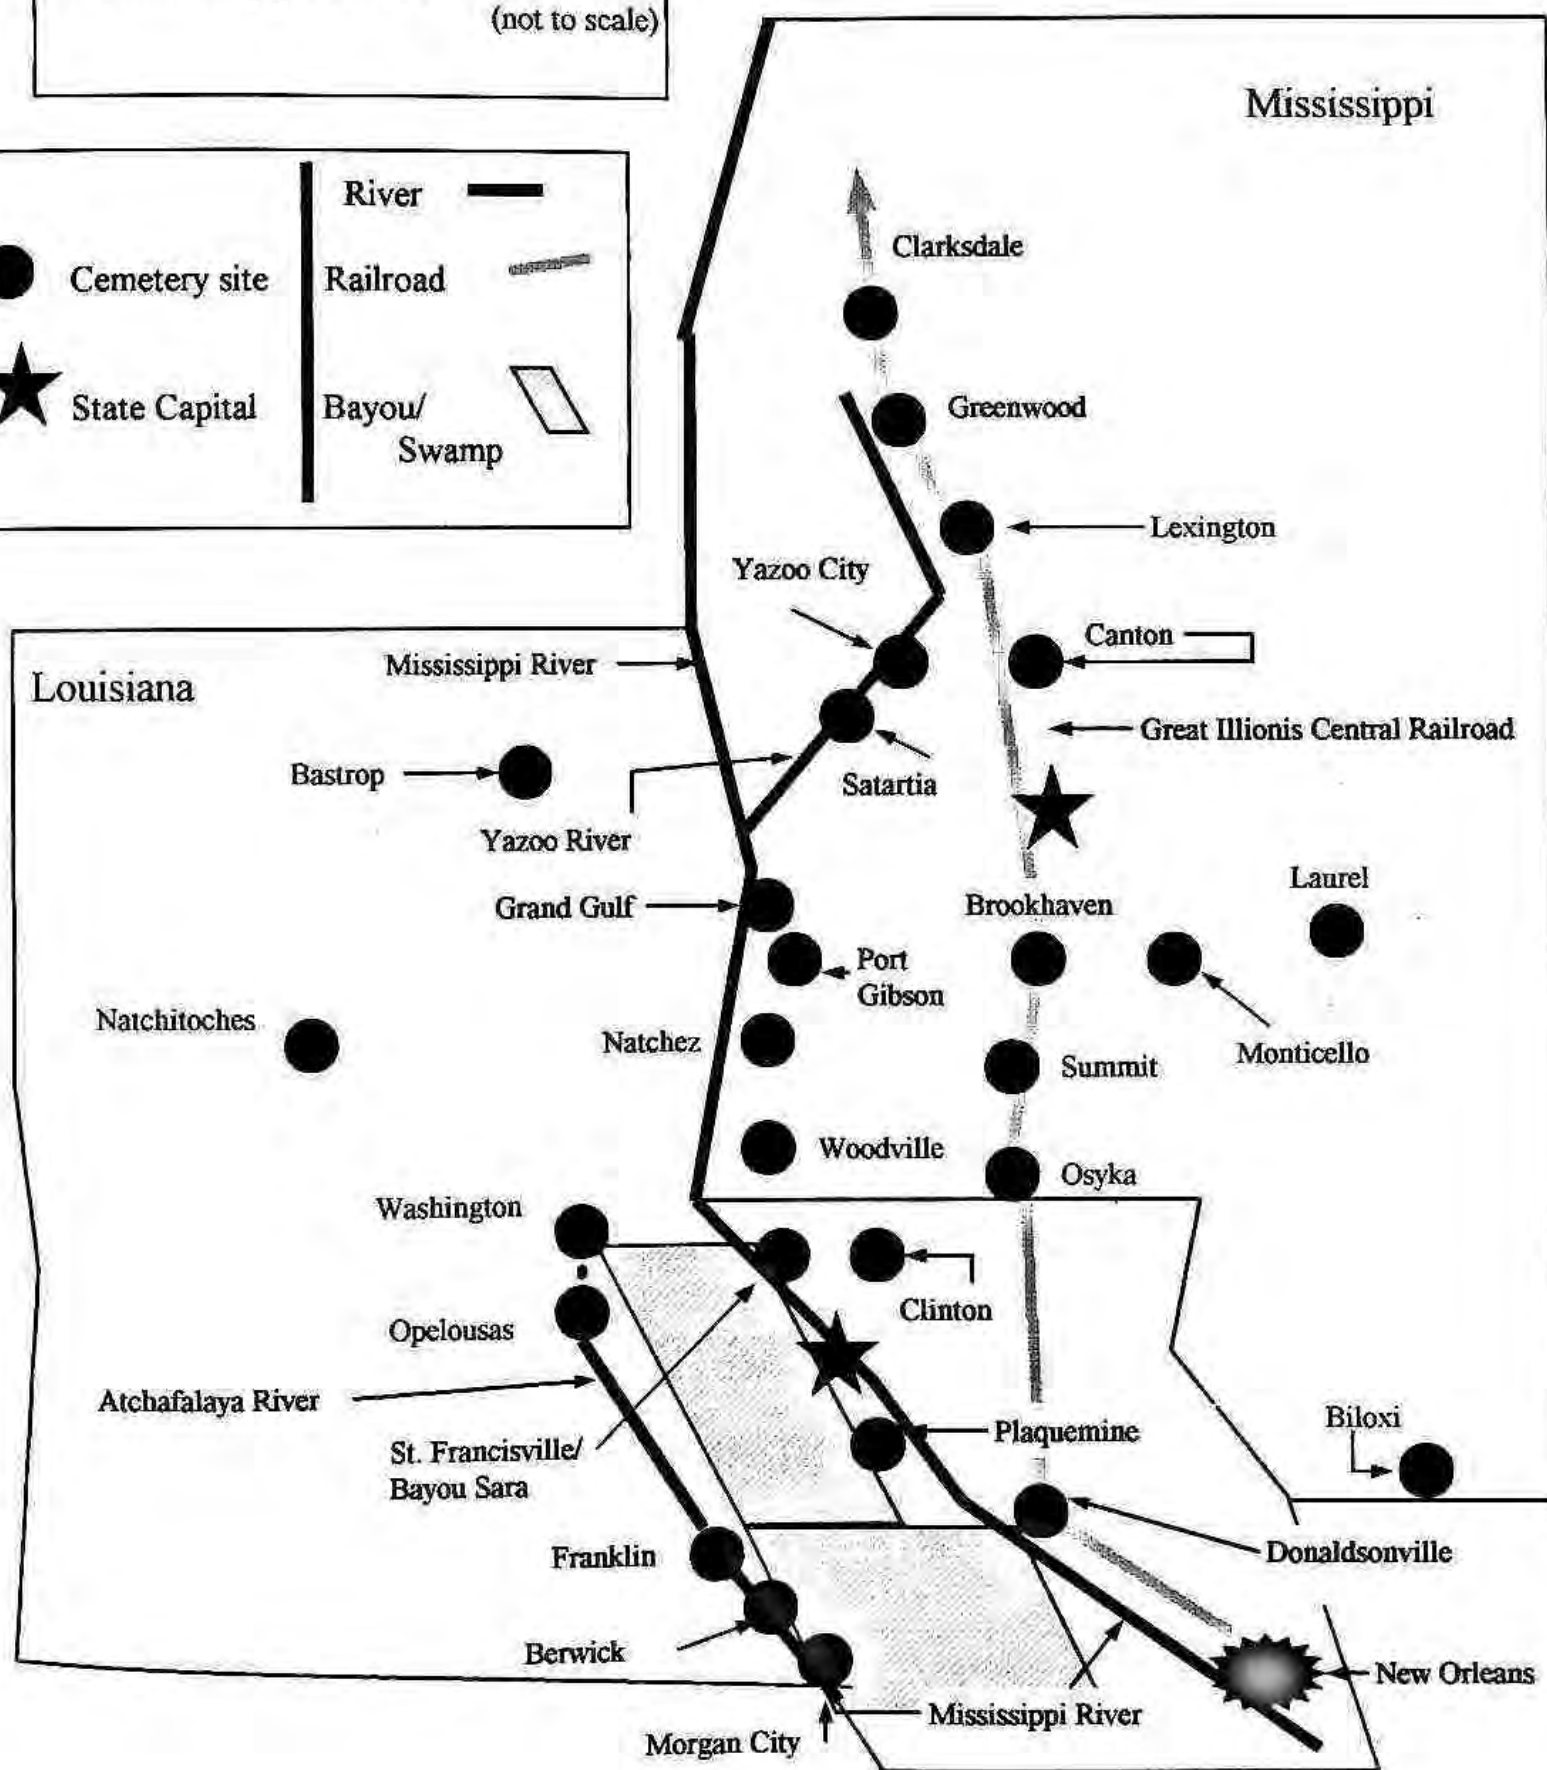 (not to scale)
Mississippi
River
Cemetery site
Railroad
State Capital
Bayou/
Swamp
Clarksdale
Greenwood
Lexington
Yazoo City
Canton
Mississippi River
Louisiana
Great Illionis Central Railroad
Bastrop
Satartia
Yazoo River
Laurel
Grand Gulf
Brookhaven
Port
Gibson
Natchitoches
Natchez
Monticello
Summit
Woodville
Osyka
Washington
Clinton
Opelousas
Atchafalaya River
Biloxi
Plaquemine
St. Francisville/
Bayou Sara
Franklin
Donaldsonville
Berwick
New Orleans
Mississippi River
Morgan City